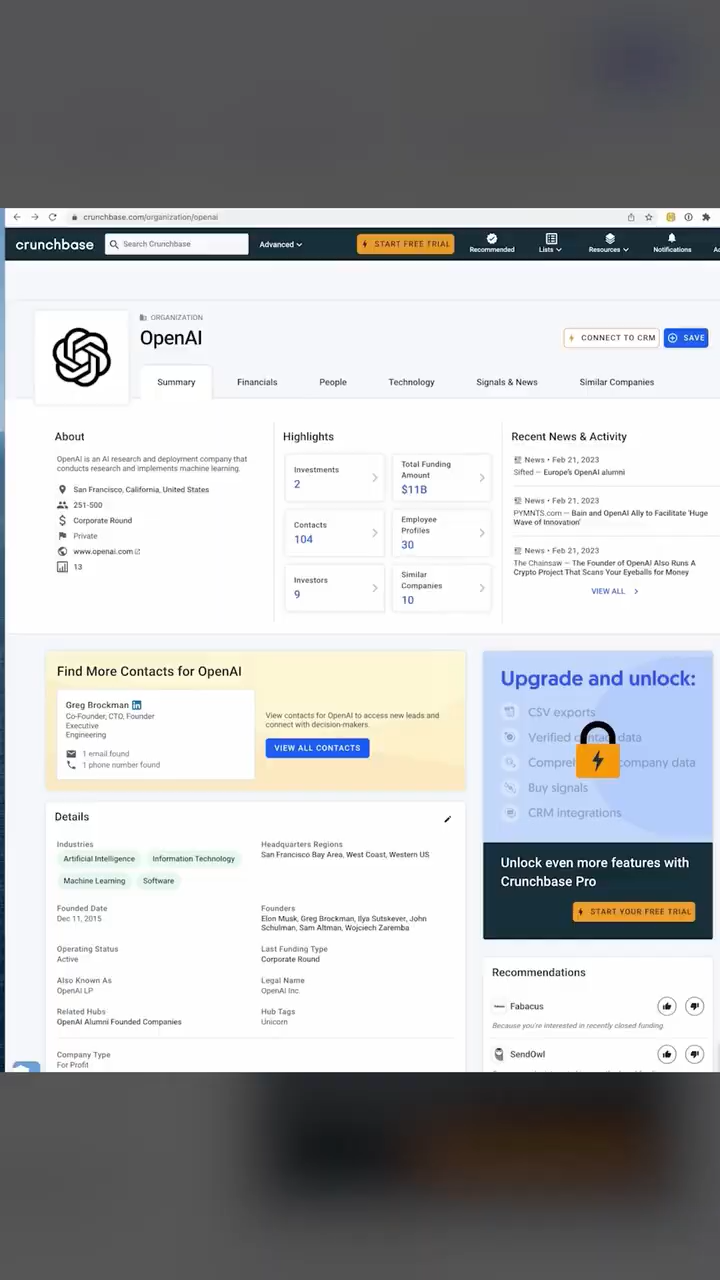 crunchbase.com/organization/openai
crunchbase
Search Crunchbase
Advanced
START FREE TRIAL
Recommended
Lists
Resources
Notifications
ORGANIZATION
OpenAI
CONNECT TO CRM
SAVE
Summary
Financials
People
Technology
Signals & News
Similar Companies
About
OpenAI is an AI research and deployment company that
conducts research and implements machine learning.
San Francisco, California, United States
251-500
Corporate Round
Private
www.openai.com
13
Highlights
Investments
2
Total Funding
Amount
$11B
Contacts
104
Employee
Profiles
30
Investors
9
Similar
Companies
10
Recent News & Activity
News • Feb 21, 2023
Sifted — Europe's OpenAI alumni
News • Feb 21, 2023
PYMNTS.com — Bain and OpenAI Ally to Facilitate 'Huge
Wave of Innovation'
News • Feb 21, 2023
The Chainsaw — The Founder of OpenAI Also Runs A
Crypto Project That Scans Your Eyeballs for Money
VIEW ALL
Find More Contacts for OpenAI
Greg Brockman
Co-Founder, CTO, Founder
Executive
Engineering
1 email found
1 phone number found
View contacts for OpenAI to access new leads and
connect with decision-makers.
VIEW ALL CONTACTS
Upgrade and unlock:
CSV exports
Verified contact data
company data
Buy signals
CRM integrations
Unlock even more features with
Crunchbase Pro
START YOUR FREE TRIAL
Details
Industries
Artificial Intelligence
Information Technology
Machine Learning
Software
Headquarters Regions
San Francisco Bay Area, West Coast, Western US
Founded Date
Dec 11, 2015
Founders
Elon Musk, Greg Brockman, Ilya Sutskever, John
Schulman, Sam Altman, Wojciech Zaremba
Operating Status
Active
Last Funding Type
Corporate Round
Also Known As
OpenAI LP
Legal Name
OpenAI Inc.
Related Hubs
OpenAI Alumni Founded Companies
Hub Tags
Unicorn
Company Type
For Profit
Recommendations
Fabacus
Because you're interested in recently closed funding.
SendOwl